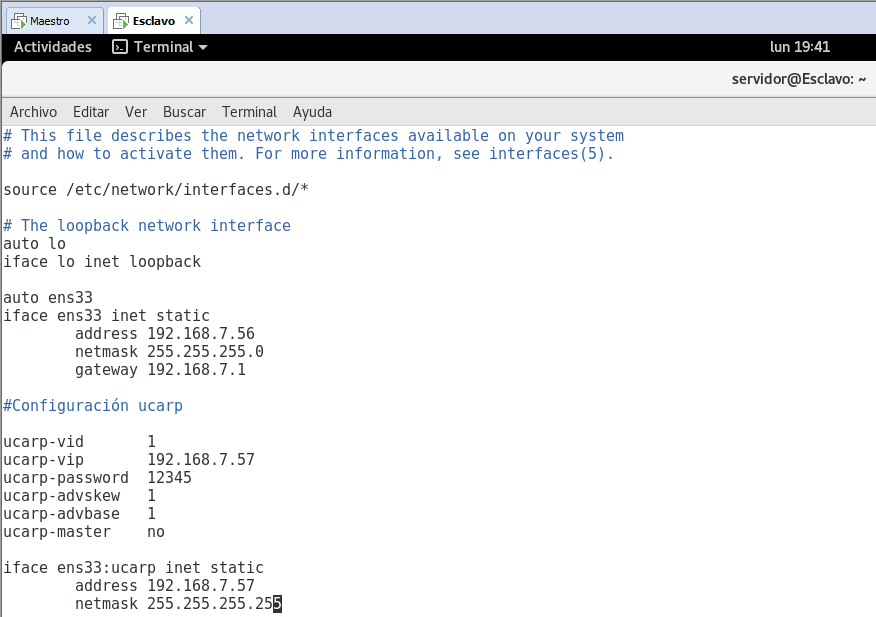 Maestro Esclavo
Actividades Terminal lun 19:41
servidor@Esclavo: ~
Archivo Editar Ver Buscar Terminal Ayuda
# This file describes the network interfaces available on your system
# and how to activate them. For more information, see interfaces(5).
source /etc/network/interfaces.d/*
# The loopback network interface
auto lo
iface lo inet loopback
auto ens33
iface ens33 inet static
address 192.168.7.56
netmask 255.255.255.0
gateway 192.168.7.1
#Configuración ucarp
ucarp-vid 1
ucarp-vip 192.168.7.57
ucarp-password 12345
ucarp-advskew 1
ucarp-advbase 1
ucarp-master no
iface ens33:ucarp inet static
address 192.168.7.57
netmask 255.255.255.255